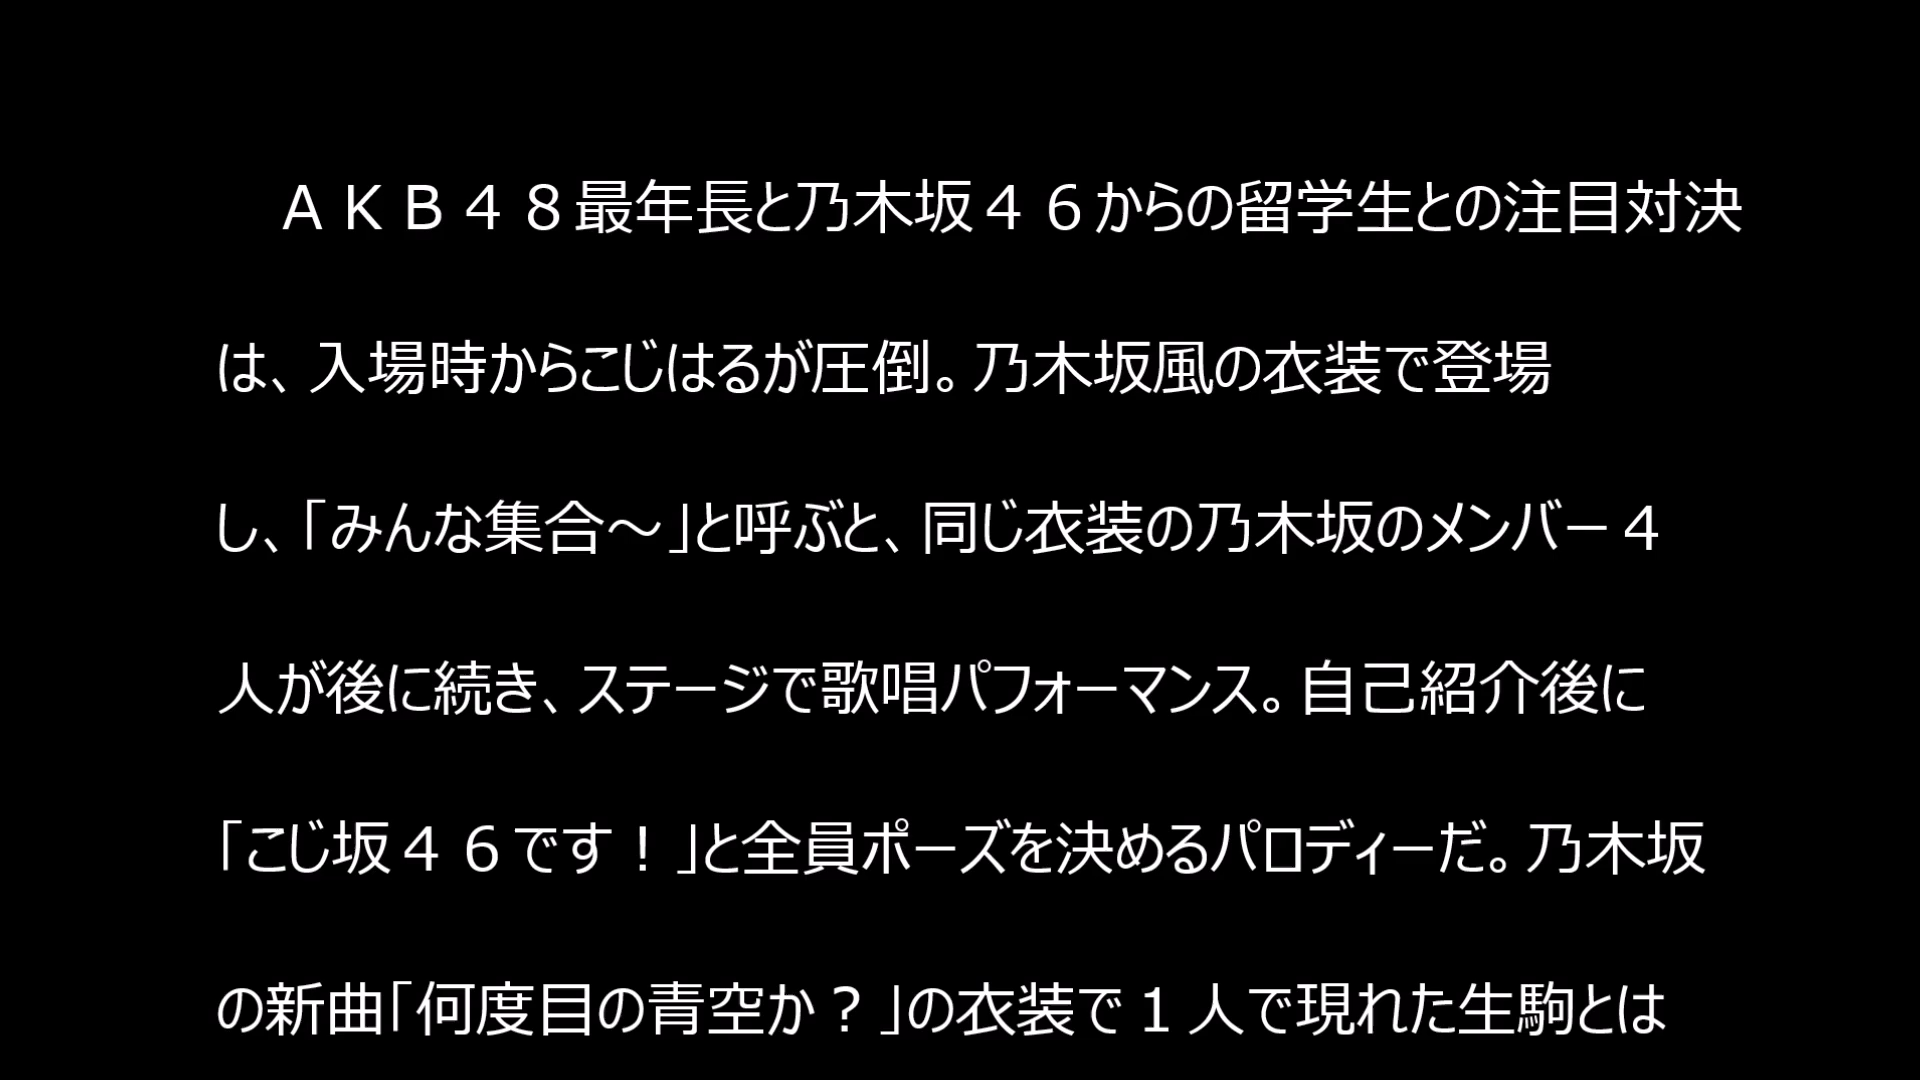 ＡＫＢ４８最年長と乃木坂４６からの留学生との注目対決
は、入場時からこじはるが圧倒。乃木坂風の衣装で登場
し、「みんな集合～」と呼ぶと、同じ衣装の乃木坂のメンバー４
人が後に続き、ステージで歌唱パフォーマンス。自己紹介後に
「こじ坂４６です！」と全員ポーズを決めるパロディーだ。乃木坂
の新曲「何度目の青空か？」の衣装で１人で現れた生駒とは